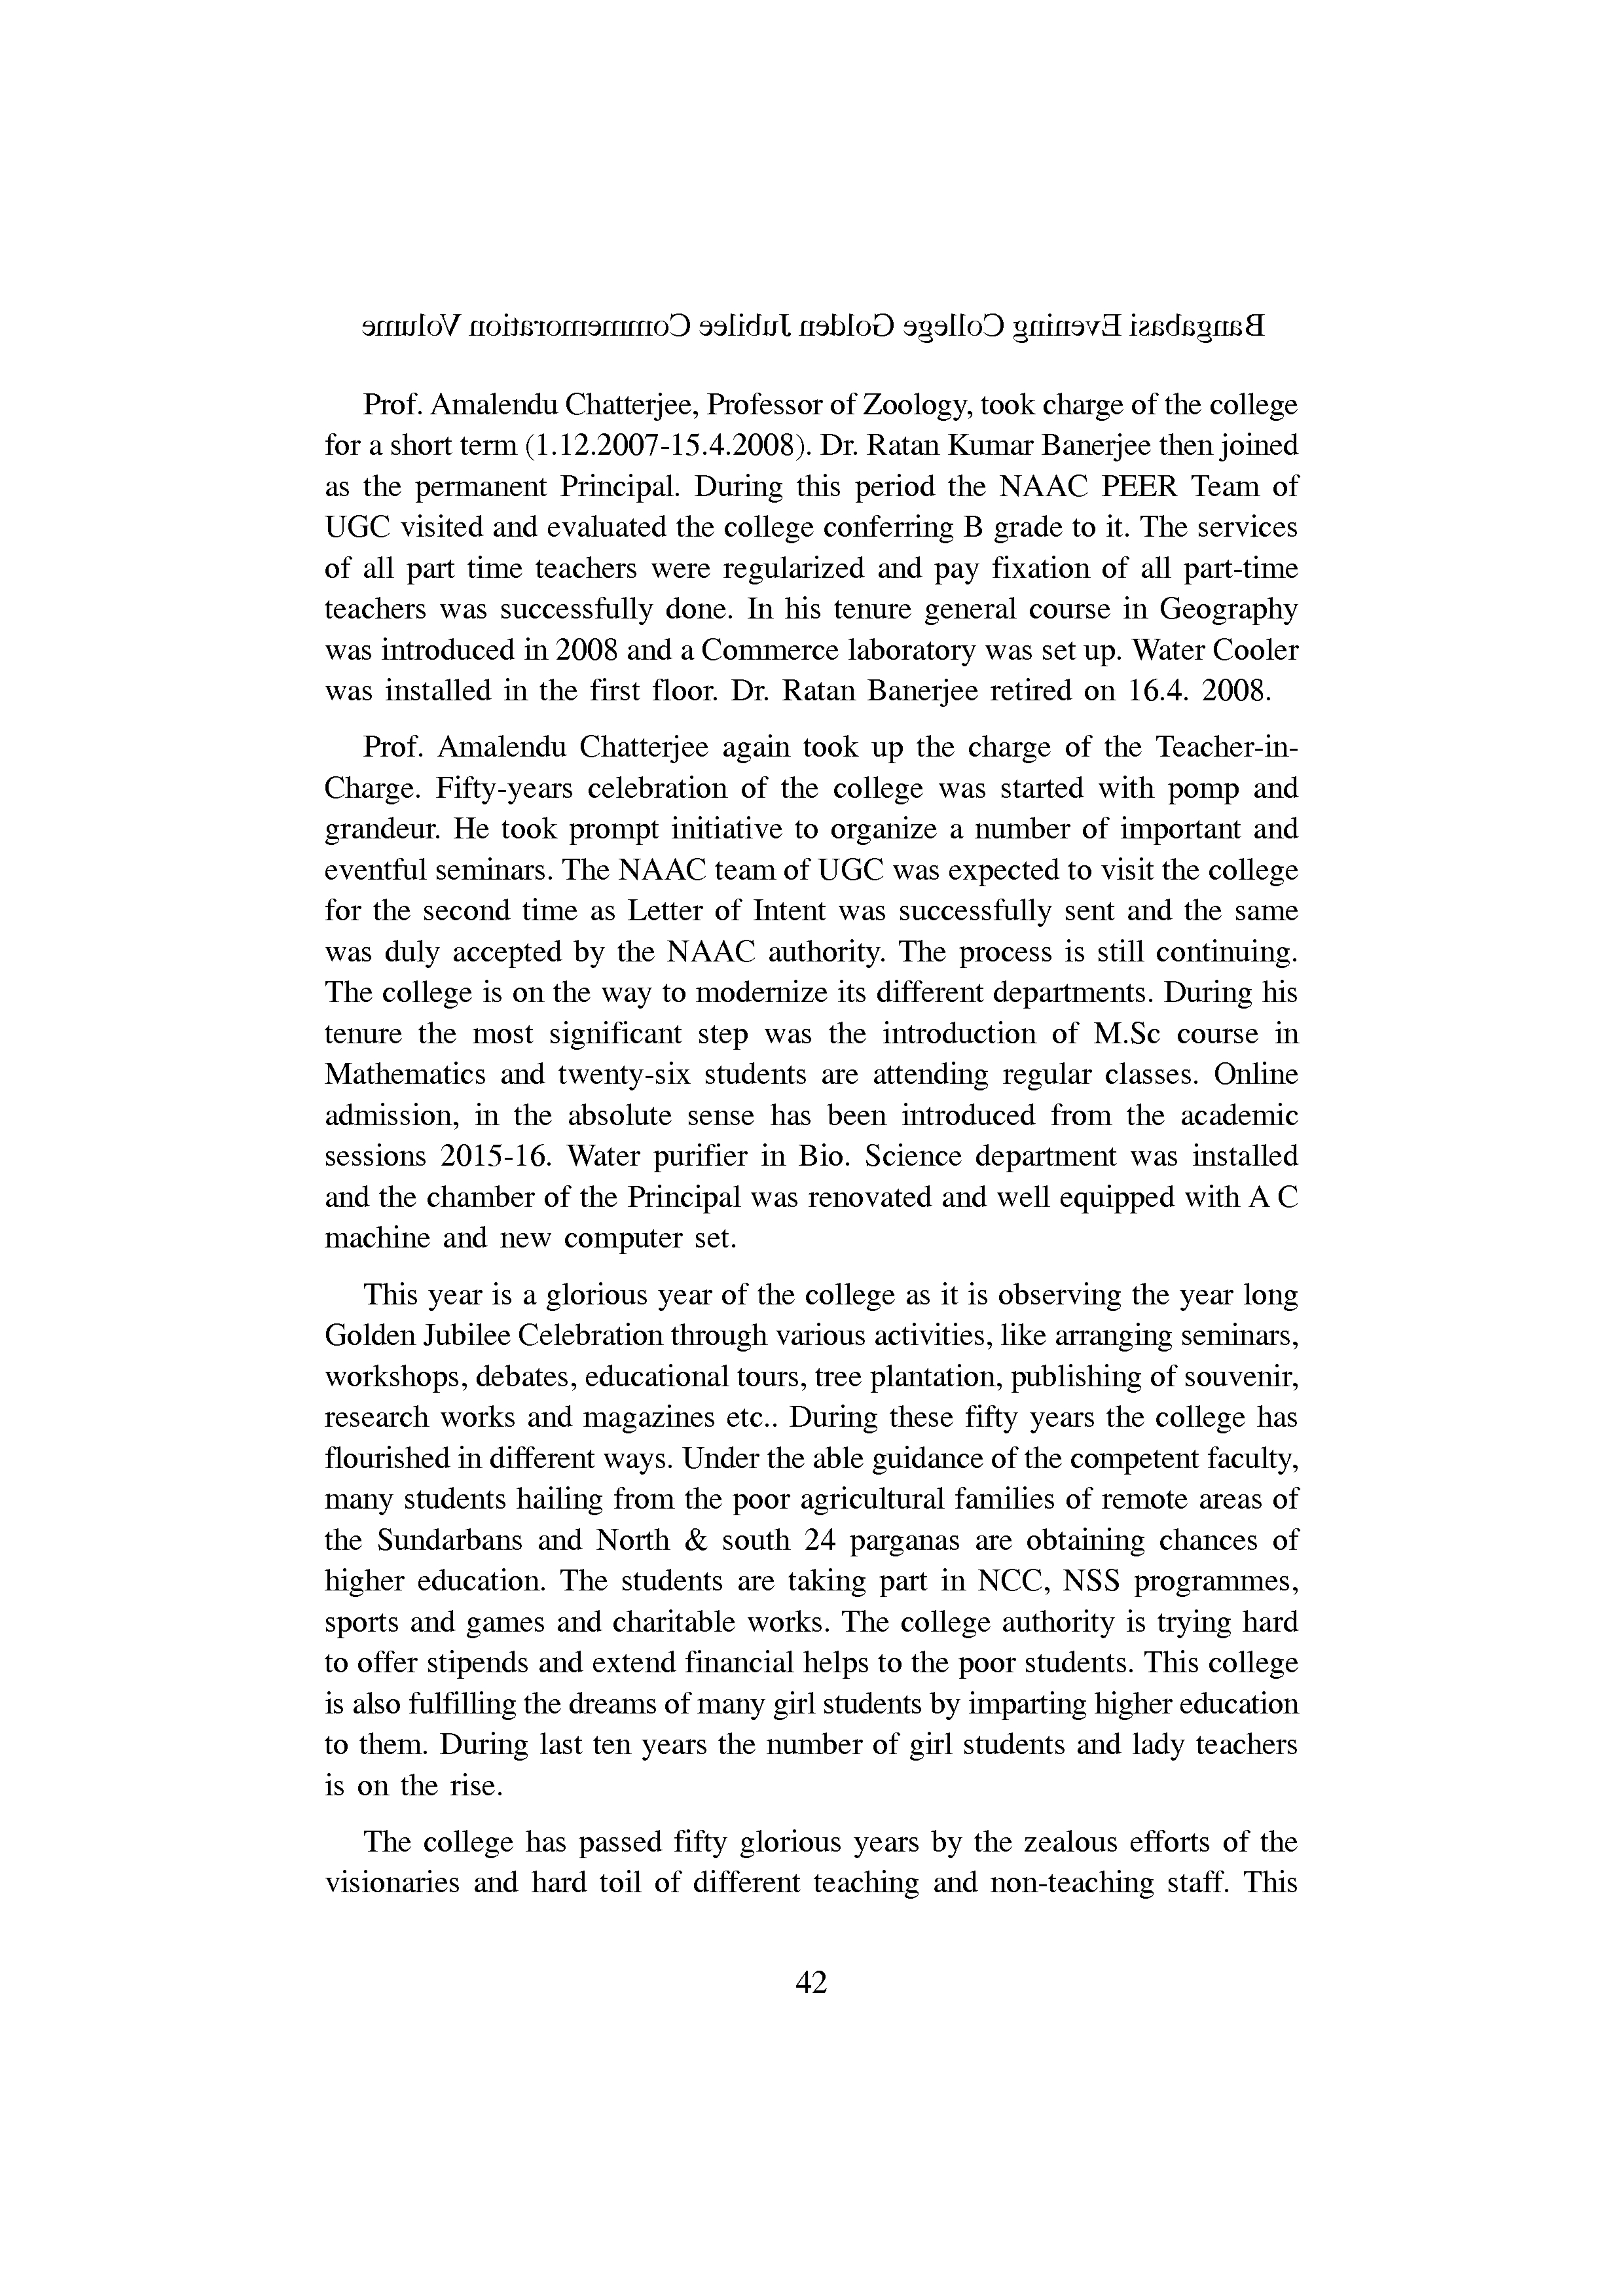 Bangabasi Evening College Golden Jubilee Commemoration Volume
Prof. Amalendu Chatterjee, Professor of Zoology, took charge of the college
for a short term (1.12.2007-15.4.2008). Dr. Ratan Kumar Banerjee then joined
as the permanent Principal. During this period the NAAC PEER Team of
UGC visited and evaluated the college conferring B grade to it. The services
of all part time teachers were regularized and pay fixation of all part-time
teachers was successfully done. In his tenure general course in Geography
was introduced in 2008 and a Commerce laboratory was set up. Water Cooler
was installed in the first floor. Dr. Ratan Banerjee retired on 16.4. 2008.
Prof. Amalendu Chatterjee again took up the charge of the Teacher-in-
Charge. Fifty-years celebration of the college was started with pomp and
grandeur. He took prompt initiative to organize a number of important and
eventful seminars. The NAAC team of UGC was expected to visit the college
for the second time as Letter of Intent was successfully sent and the same
was duly accepted by the NAAC authority. The process is still continuing.
The college is on the way to modernize its different departments. During his
tenure the most significant step was the introduction of M.Sc course in
Mathematics and twenty-six students are attending regular classes. Online
admission, in the absolute sense has been introduced from the academic
sessions 2015-16. Water purifier in Bio. Science department was installed
and the chamber of the Principal was renovated and well equipped with A C
machine and new computer set.
This year is a glorious year of the college as it is observing the year long
Golden Jubilee Celebration through various activities, like arranging seminars,
workshops, debates, educational tours, tree plantation, publishing of souvenir,
research works and magazines etc.. During these fifty years the college has
flourished in different ways. Under the able guidance of the competent faculty,
many students hailing from the poor agricultural families of remote areas of
the Sundarbans and North & south 24 parganas are obtaining chances of
higher education. The students are taking part in NCC, NSS programmes,
sports and games and charitable works. The college authority is trying hard
to offer stipends and extend financial helps to the poor students. This college
is also fulfilling the dreams of many girl students by imparting higher education
to them. During last ten years the number of girl students and lady teachers
is on the rise.
The college has passed fifty glorious years by the zealous efforts of the
visionaries and hard toil of different teaching and non-teaching staff. This
42